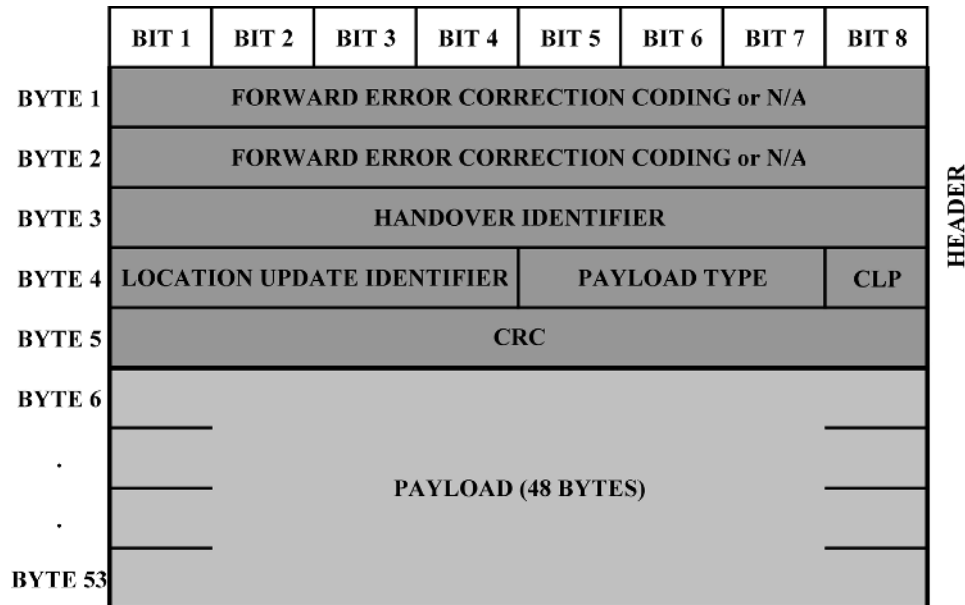 BIT 1 BIT 2 BIT 3 BIT 4 BIT 5 BIT 6 BIT 7 BIT 8
BYTE 1 FORWARD ERROR CORRECTION CODING or N/A
BYTE 2 FORWARD ERROR CORRECTION CODING or N/A
BYTE 3 HANDOVER IDENTIFIER
BYTE 4 LOCATION UPDATE IDENTIFIER PAYLOAD TYPE CLP
BYTE 5 CRC
HEADER
BYTE 6
.
PAYLOAD (48 BYTES)
.
BYTE 53